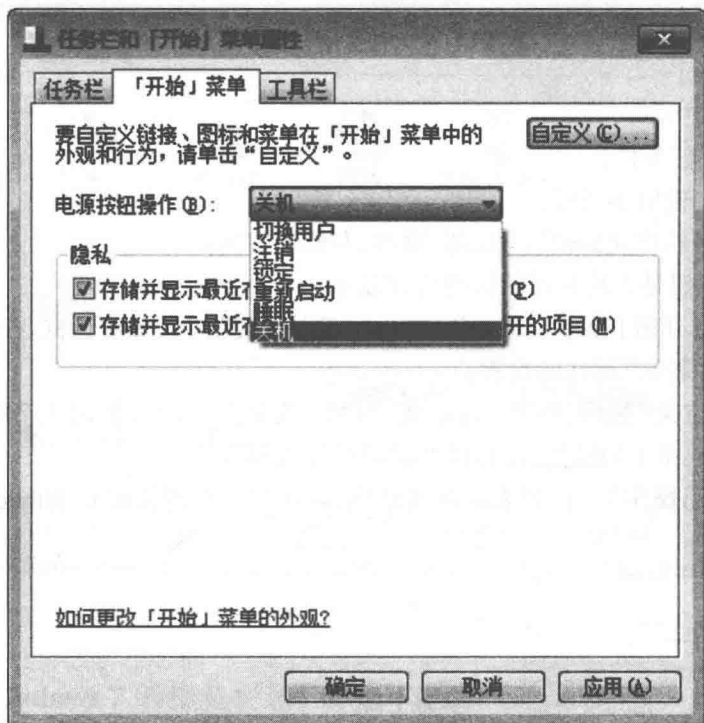 任务栏和「开始」菜单属性
任务栏 「开始」菜单 工具栏
要自定义链接、图标和菜单在「开始」菜单中的
外观和行为，请单击“自定义”。
自定义(C)...
电源按钮操作(B): 关机
切换用户
注销
锁定
重新启动
睡眠
关机
隐私
存储并显示最近在 (P)
存储并显示最近在 开的项目(M)
如何更改「开始」菜单的外观?
确定 取消 应用(A)